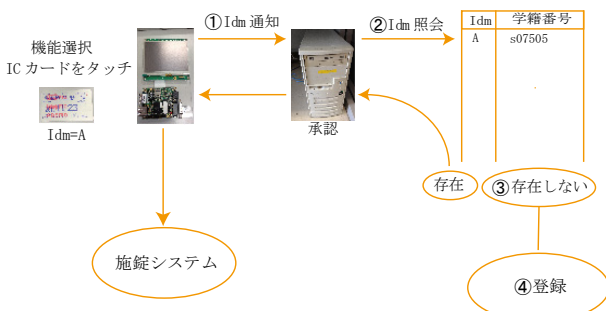 ①Idm 通知
②Idm 照会
Idm 学籍番号
A s07505
機能選択
IC カードをタッチ
Idm=A
承認
存在
③存在しない
施錠システム
④登録